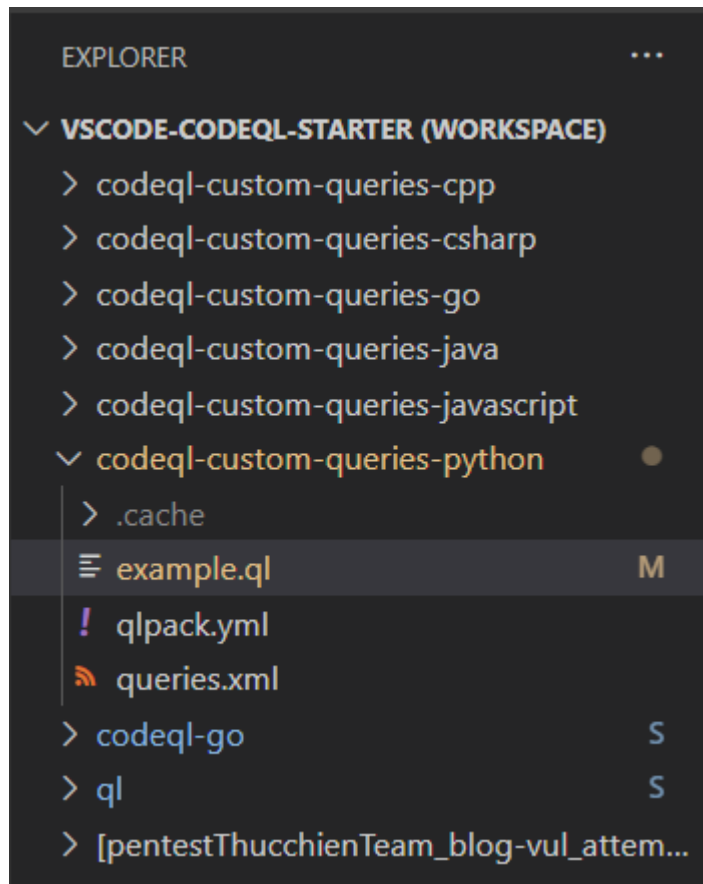 EXPLORER ...
VSCODE-CODEQL-STARTER (WORKSPACE)
codeql-custom-queries-cpp
codeql-custom-queries-csharp
codeql-custom-queries-go
codeql-custom-queries-java
codeql-custom-queries-javascript
codeql-custom-queries-python
.cache
example.ql M
qlpack.yml
queries.xml
codeql-go S
ql S
[pentestThucchienTeam_blog-vul_attem...